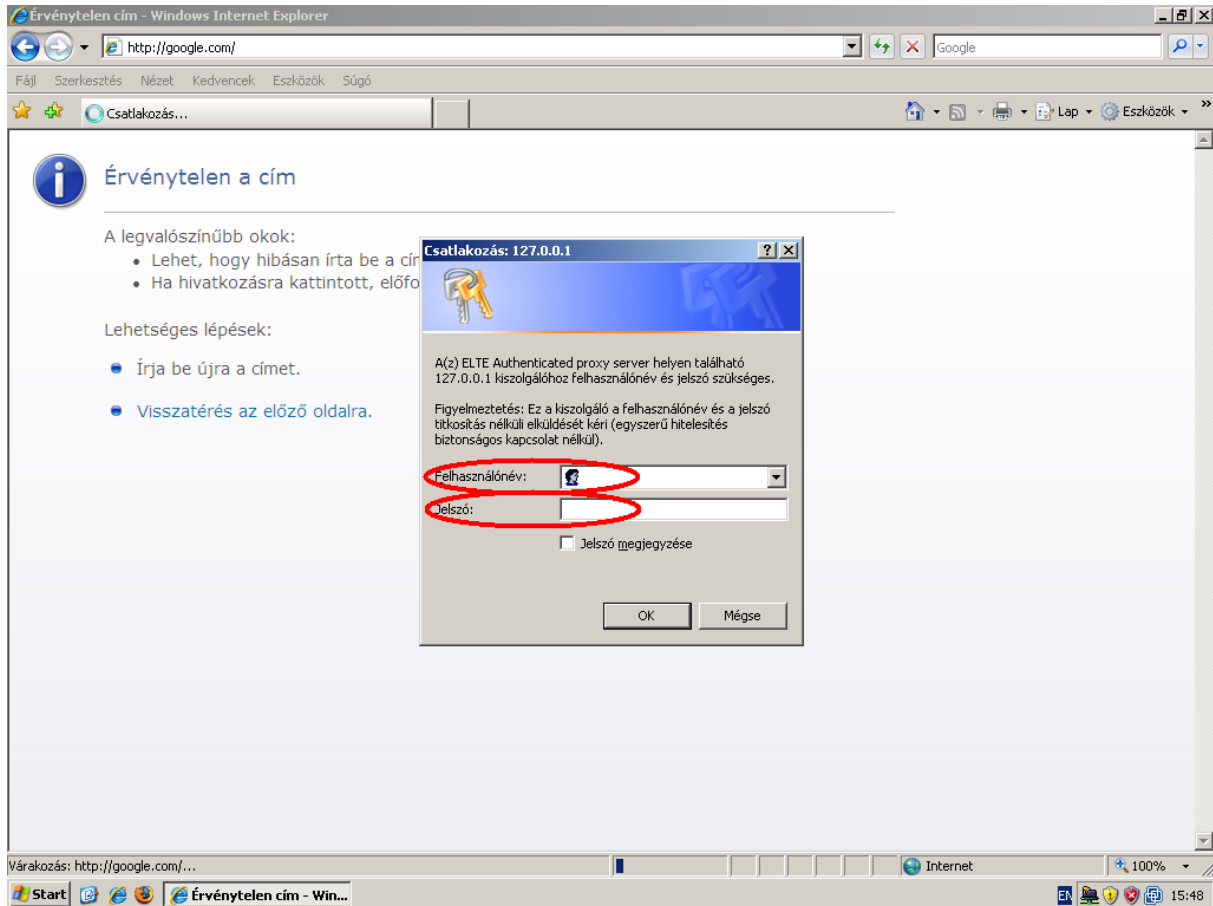 Érvénytelen cím - Windows Internet Explorer
http://google.com/
Google
Fájl Szerkesztés Nézet Kedvencek Eszközök Súgó
Csatlakozás...
Lap Eszközök »
Érvénytelen a cím
A legvalószínűbb okok:
Lehet, hogy hibásan írta be a cím
Ha hivatkozásra kattintott, előfo
Lehetséges lépések:
Írja be újra a címet.
Visszatérés az előző oldalra.
Csatlakozás: 127.0.0.1
A(z) ELTE Authenticated proxy server helyen található
127.0.0.1 kiszolgálóhoz felhasználónév és jelszó szükséges.
Figyelmeztetés: Ez a kiszolgáló a felhasználónév és a jelszó
titkosítás nélküli elküldését kéri (egyszerű hitelesítés
biztonságos kapcsolat nélkül).
Felhasználónév:
Jelszó:
Jelszó megjegyzése
OK Mégse
Várakozás: http://google.com/...
Internet
100%
Start
Érvénytelen cím - Win...
EN
15:48